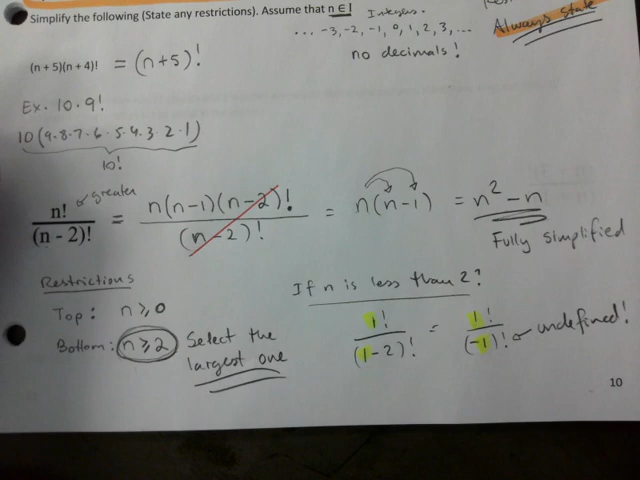 Simplify the following (State any restrictions). Assume that n ∈ I
Integers.
... -3, -2, -1, 0, 1, 2, 3, ...
no decimals!
Always state
(n + 5)(n + 4)! = (n+5)!
Ex. 10 · 9!
10(9·8·7·6·5·4·3·2·1)
10!
greater
n!/(n - 2)! = n(n-1)(n-2)!/(n-2)! = n(n-1) = n² - n
Fully simplified
Restrictions
Top: n ≥ 0
Bottom: n ≥ 2 Select the
largest one
If n is less than 2?
1!/(1-2)! = 1!/(-1)! undefined!
10